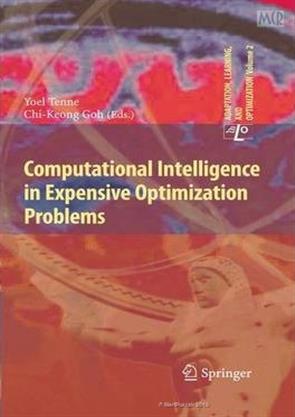 MCP
Yoel Tenne
Chi-Keong Goh (Eds.)
ADAPTATION, LEARNING,
AND
OPTIMIZATION Volume 2
ALO
Computational Intelligence
in Expensive Optimization
Problems
Springer